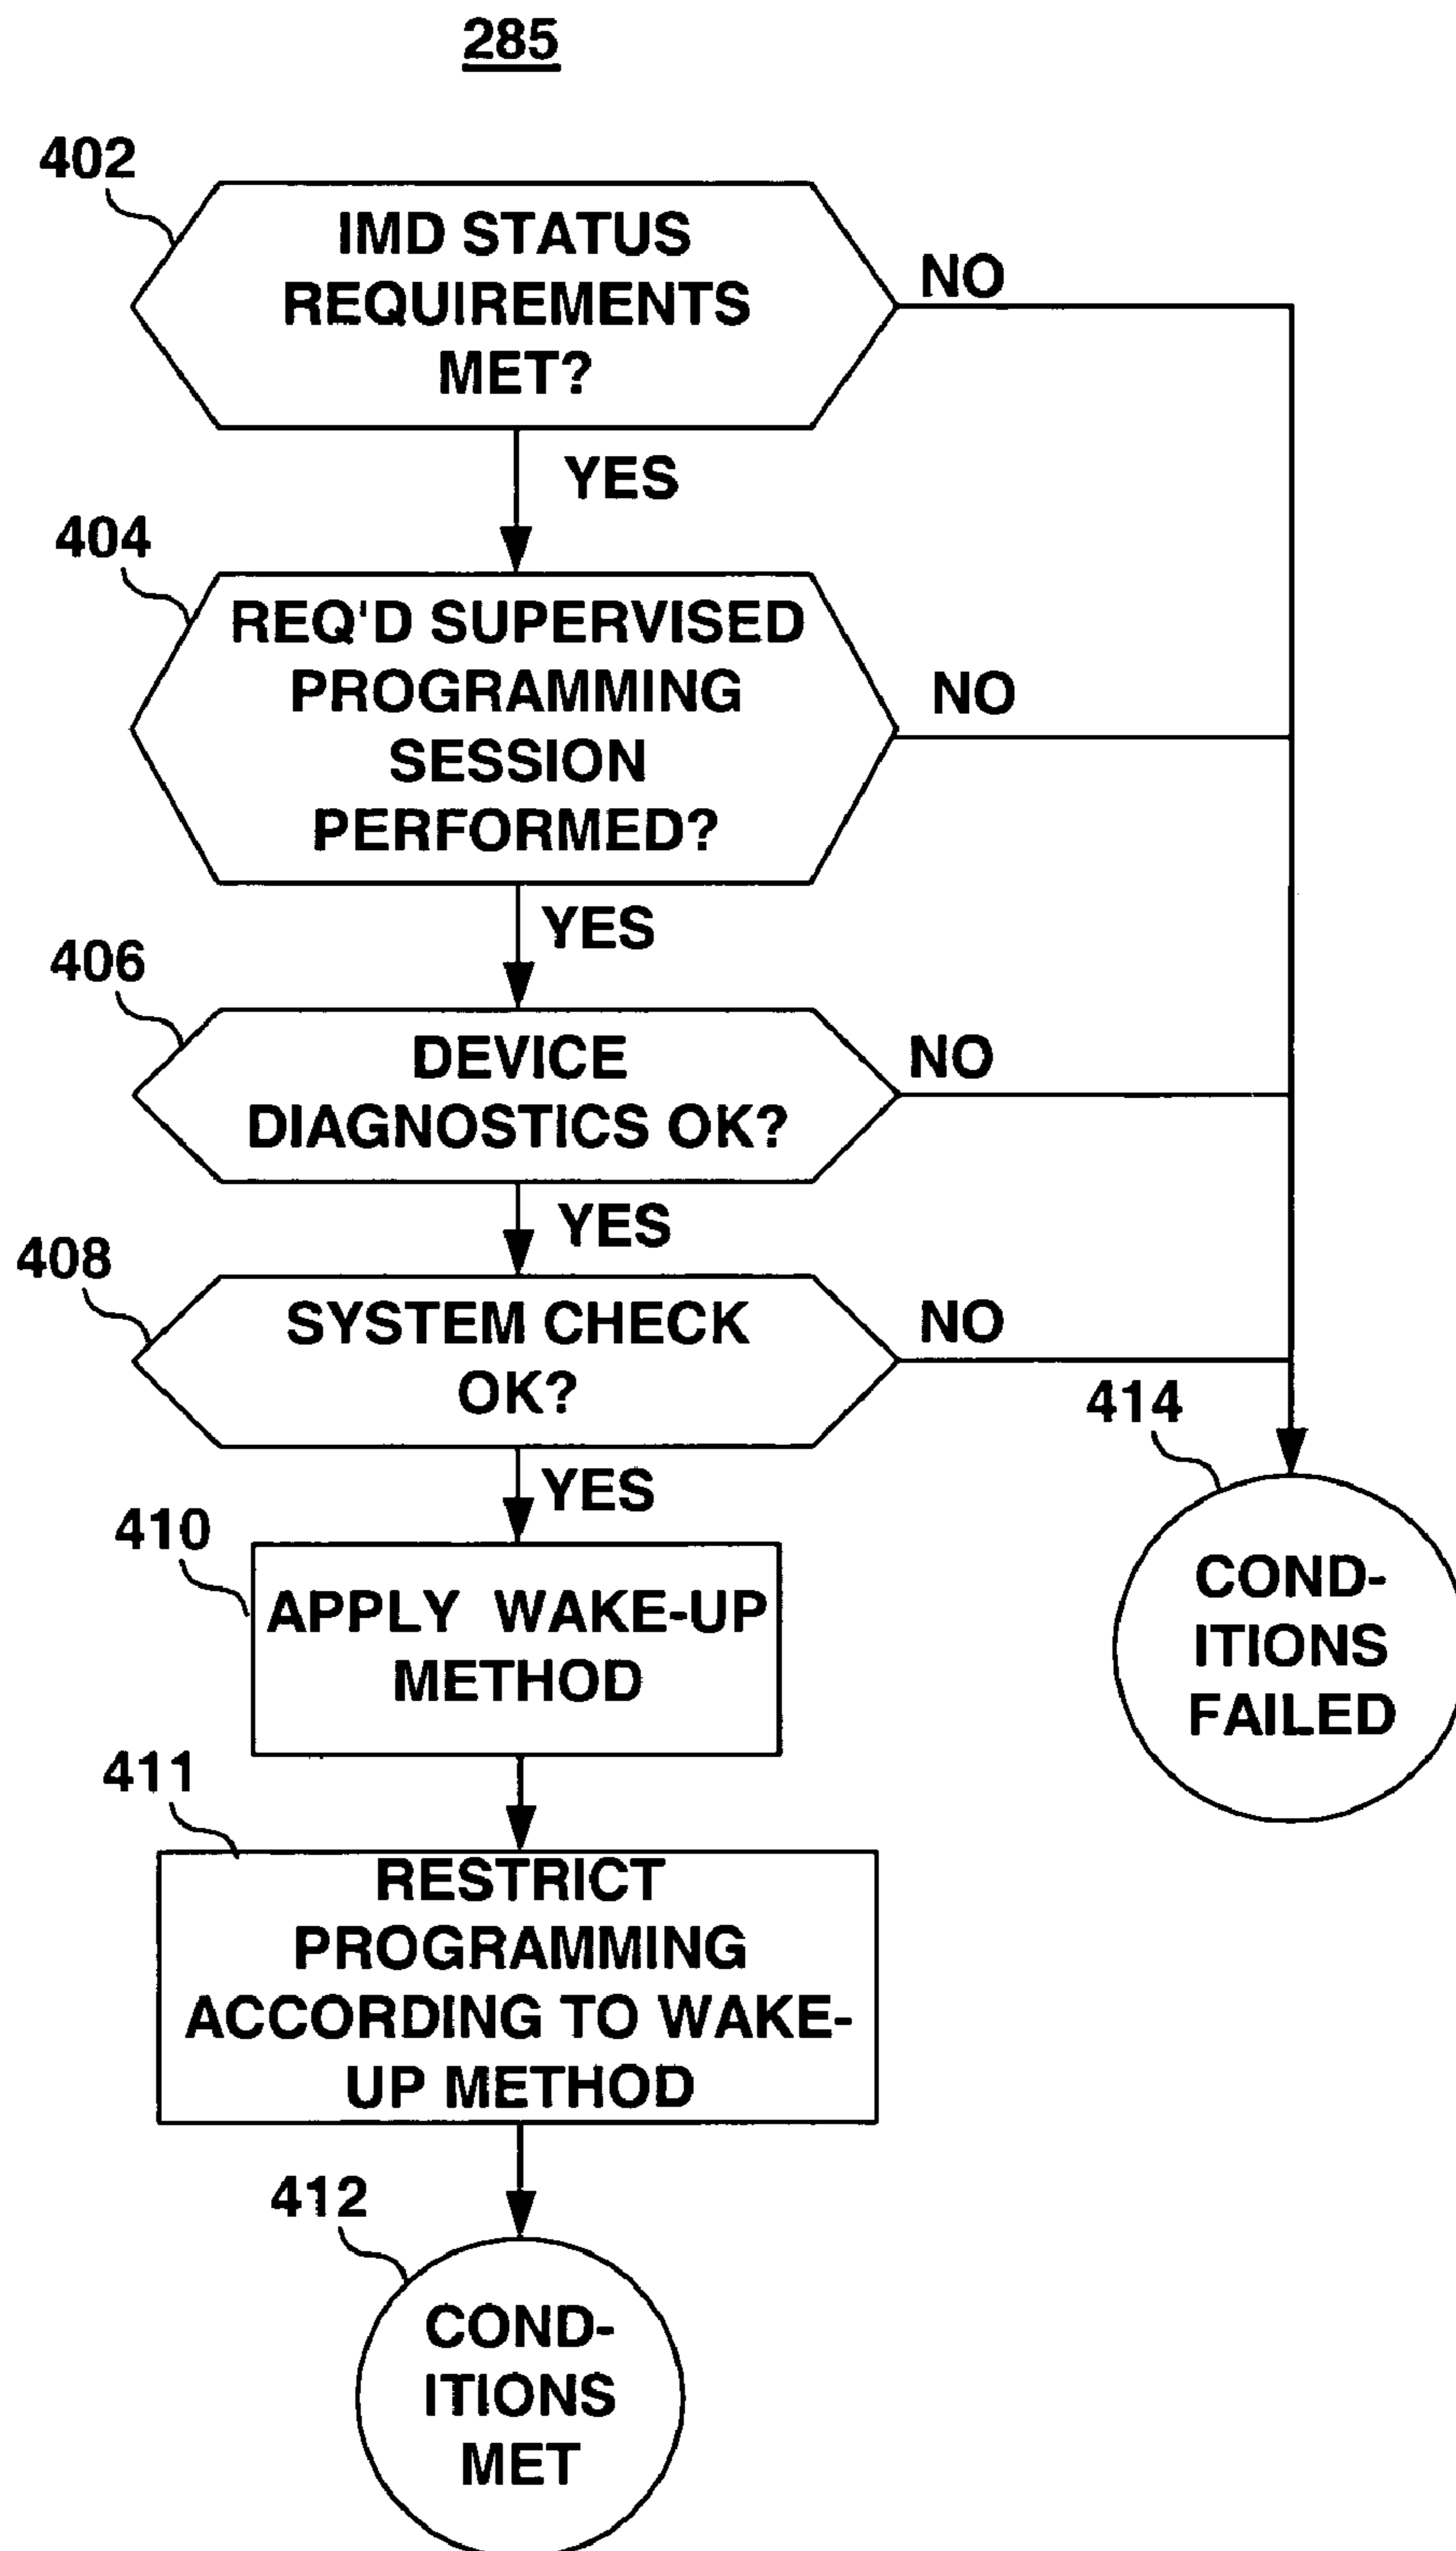 285
402
IMD STATUS
REQUIREMENTS
MET?
NO
YES
404
REQ'D SUPERVISED
PROGRAMMING
SESSION
PERFORMED?
NO
YES
406
DEVICE
DIAGNOSTICS OK?
NO
YES
408
SYSTEM CHECK
OK?
NO
YES
414
COND-
ITIONS
FAILED
410
APPLY WAKE-UP
METHOD
411
RESTRICT
PROGRAMMING
ACCORDING TO WAKE-
UP METHOD
412
COND-
ITIONS
MET